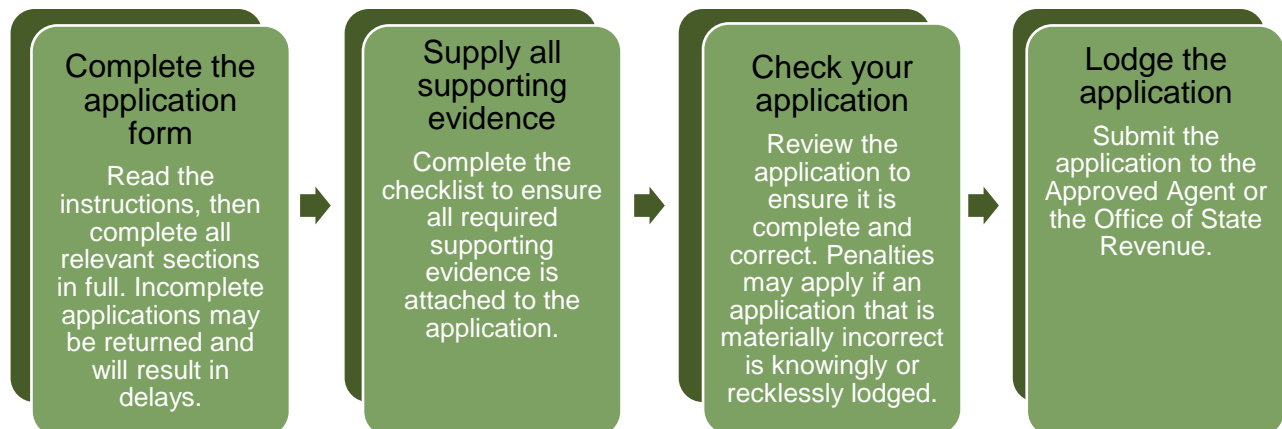 Complete the
application
form
Read the
instructions, then
complete all
relevant sections
in full. Incomplete
applications may
be returned and
will result in
delays.
Supply all
supporting
evidence
Complete the
checklist to ensure
all required
supporting
evidence is
attached to the
application.
Check your
application
Review the
application to
ensure it is
complete and
correct. Penalties
may apply if an
application that is
materially incorrect
is knowingly or
recklessly lodged.
Lodge the
application
Submit the
application to the
Approved Agent or
the Office of State
Revenue.